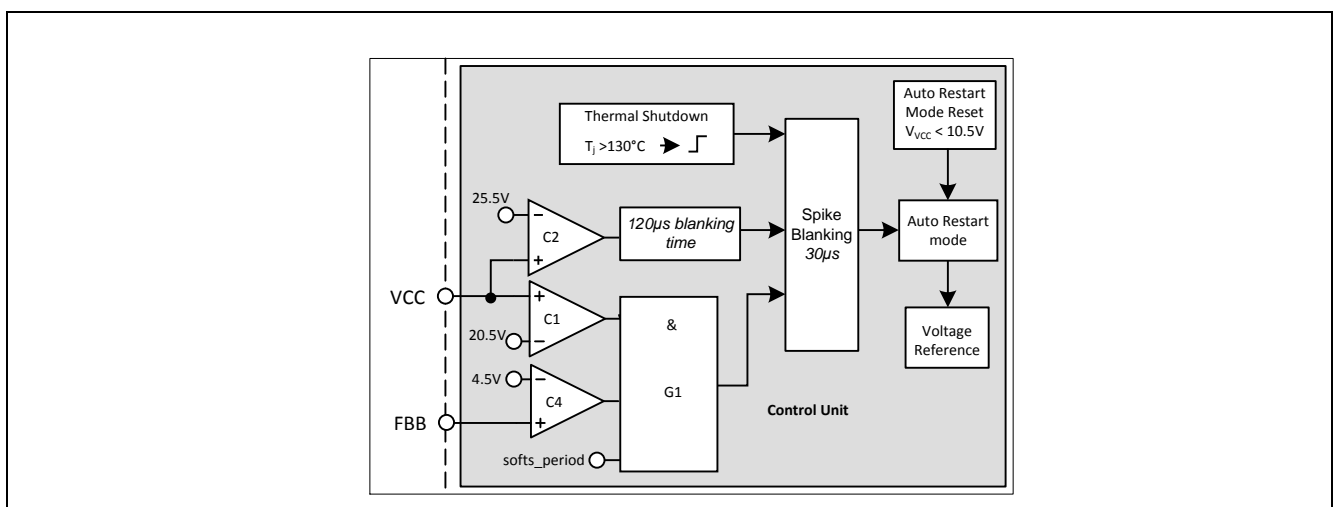 Auto Restart
Mode Reset
V_VCC < 10.5V
Thermal Shutdown
Tj >130°C
25.5V
−
C2
+
120µs blanking
time
Spike
Blanking
30µs
Auto Restart
mode
VCC
+
C1
−
20.5V
&
G1
Voltage
Reference
4.5V
−
C4
+
FBB
Control Unit
softs_period